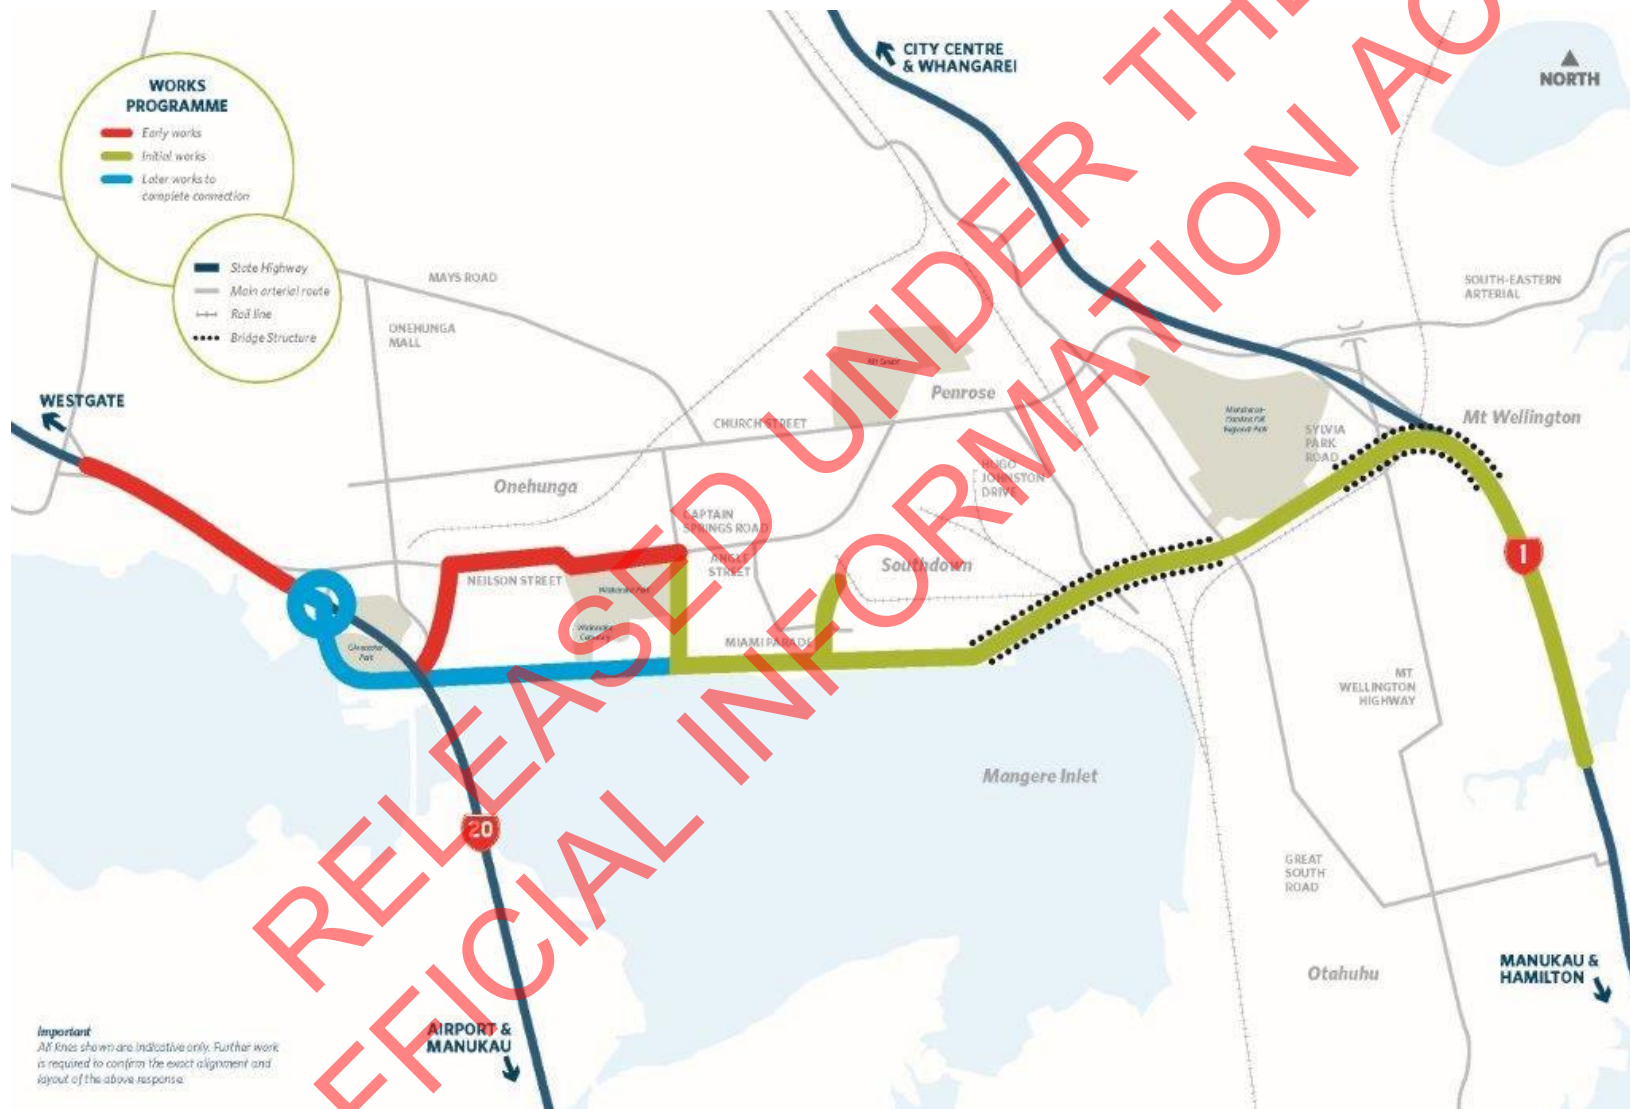 CITY CENTRE
& WHANGAREI
NORTH
WORKS
PROGRAMME
Early works
Initial works
Later works to
complete connection
State Highway
Main arterial route
Rail line
Bridge Structure
MAYS ROAD
ONEHUNGA
MALL
SOUTH-EASTERN
ARTERIAL
WESTGATE
Penrose
CHURCH STREET
Mt Wellington
SYLVIA
PARK
ROAD
Onehunga
HUGO
JOHNSTON
DRIVE
CAPTAIN
SPRINGS ROAD
ANGLE
STREET
Southdown
NEILSON STREET
1
MIAMI PARADE
Park
MT
WELLINGTON
HIGHWAY
Mangere Inlet
20
GREAT
SOUTH
ROAD
Otahuhu
MANUKAU &
HAMILTON
AIRPORT &
MANUKAU
Important
All lines shown are indicative only. Further work
is required to confirm the exact alignment and
layout of the above response.
RELEASED UNDER THE
OFFICIAL INFORMATION AC